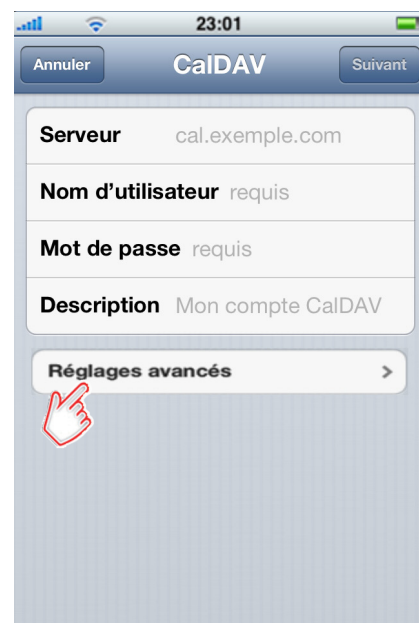 23:01
Annuler CalDAV Suivant
Serveur cal.exemple.com
Nom d'utilisateur requis
Mot de passe requis
Description Mon compte CalDAV
Réglages avancés >